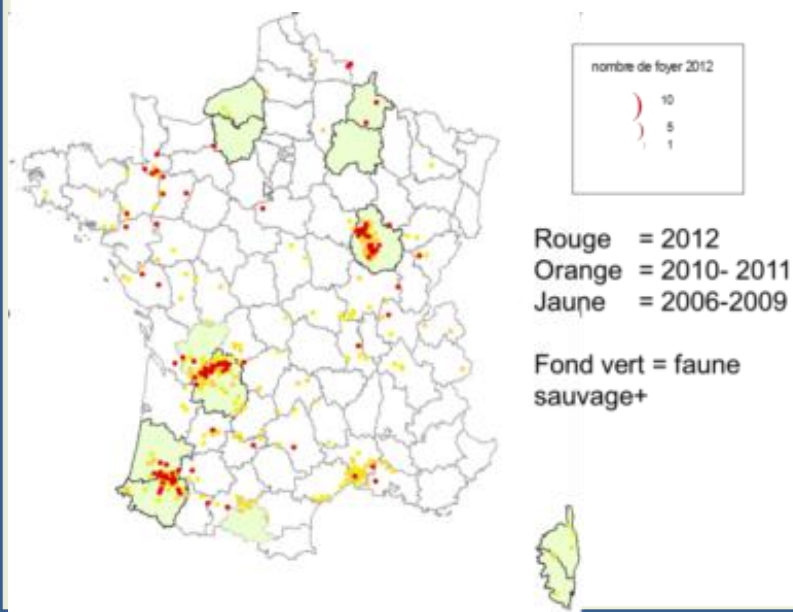 nombre de foyer 2012
10
5
1
Rouge = 2012
Orange = 2010- 2011
Jaune = 2006-2009
Fond vert = faune
sauvage+